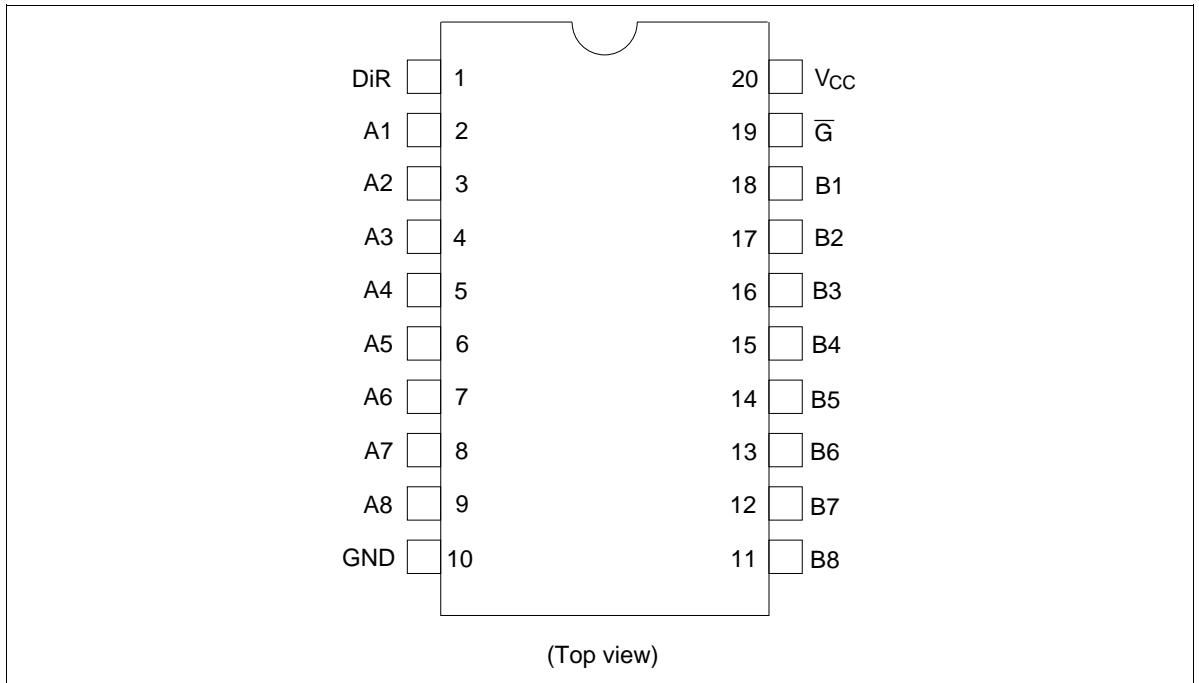 DiR 1 20 VCC
A1 2 19 G̅
A2 3 18 B1
A3 4 17 B2
A4 5 16 B3
A5 6 15 B4
A6 7 14 B5
A7 8 13 B6
A8 9 12 B7
GND 10 11 B8
(Top view)